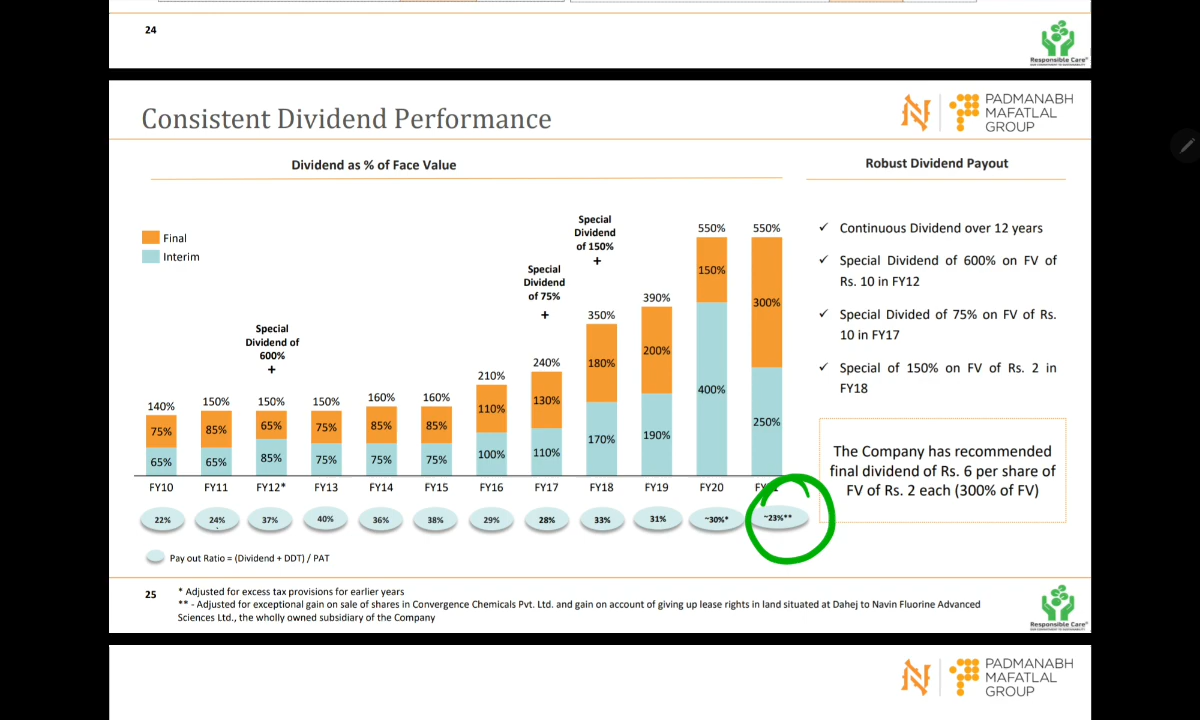 24
Responsible Care®
Consistent Dividend Performance
PADMANABH
MAFATLAL
GROUP
Dividend as % of Face Value
Robust Dividend Payout
Final
Interim
Special
Dividend of
600%
+
Special
Dividend
of 75%
+
Special
Dividend
of 150%
+
140% 150% 150% 150% 160% 160% 210% 240% 350% 390% 550% 550%
75% 85% 65% 75% 85% 85% 110% 130% 180% 200% 150% 300%
65% 65% 85% 75% 75% 75% 100% 110% 170% 190% 400% 250%
FY10 FY11 FY12* FY13 FY14 FY15 FY16 FY17 FY18 FY19 FY20
22% 24% 37% 40% 36% 38% 29% 28% 33% 31% ~30%* ~23%**
Pay out Ratio = (Dividend + DDT) / PAT
✓ Continuous Dividend over 12 years
✓ Special Dividend of 600% on FV of
Rs. 10 in FY12
✓ Special Divided of 75% on FV of Rs.
10 in FY17
✓ Special of 150% on FV of Rs. 2 in
FY18
The Company has recommended
final dividend of Rs. 6 per share of
FV of Rs. 2 each (300% of FV)
25
* Adjusted for excess tax provisions for earlier years
** - Adjusted for exceptional gain on sale of shares in Convergence Chemicals Pvt. Ltd. and gain on account of giving up lease rights in land situated at Dahej to Navin Fluorine Advanced
Sciences Ltd., the wholly owned subsidiary of the Company
Responsible Care®
PADMANABH
MAFATLAL
GROUP